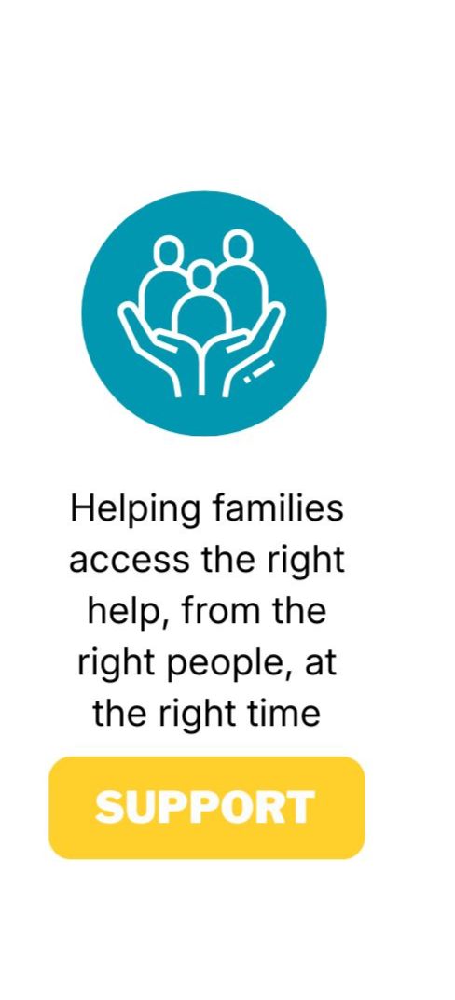 Helping families
access the right
help, from the
right people, at
the right time
SUPPORT